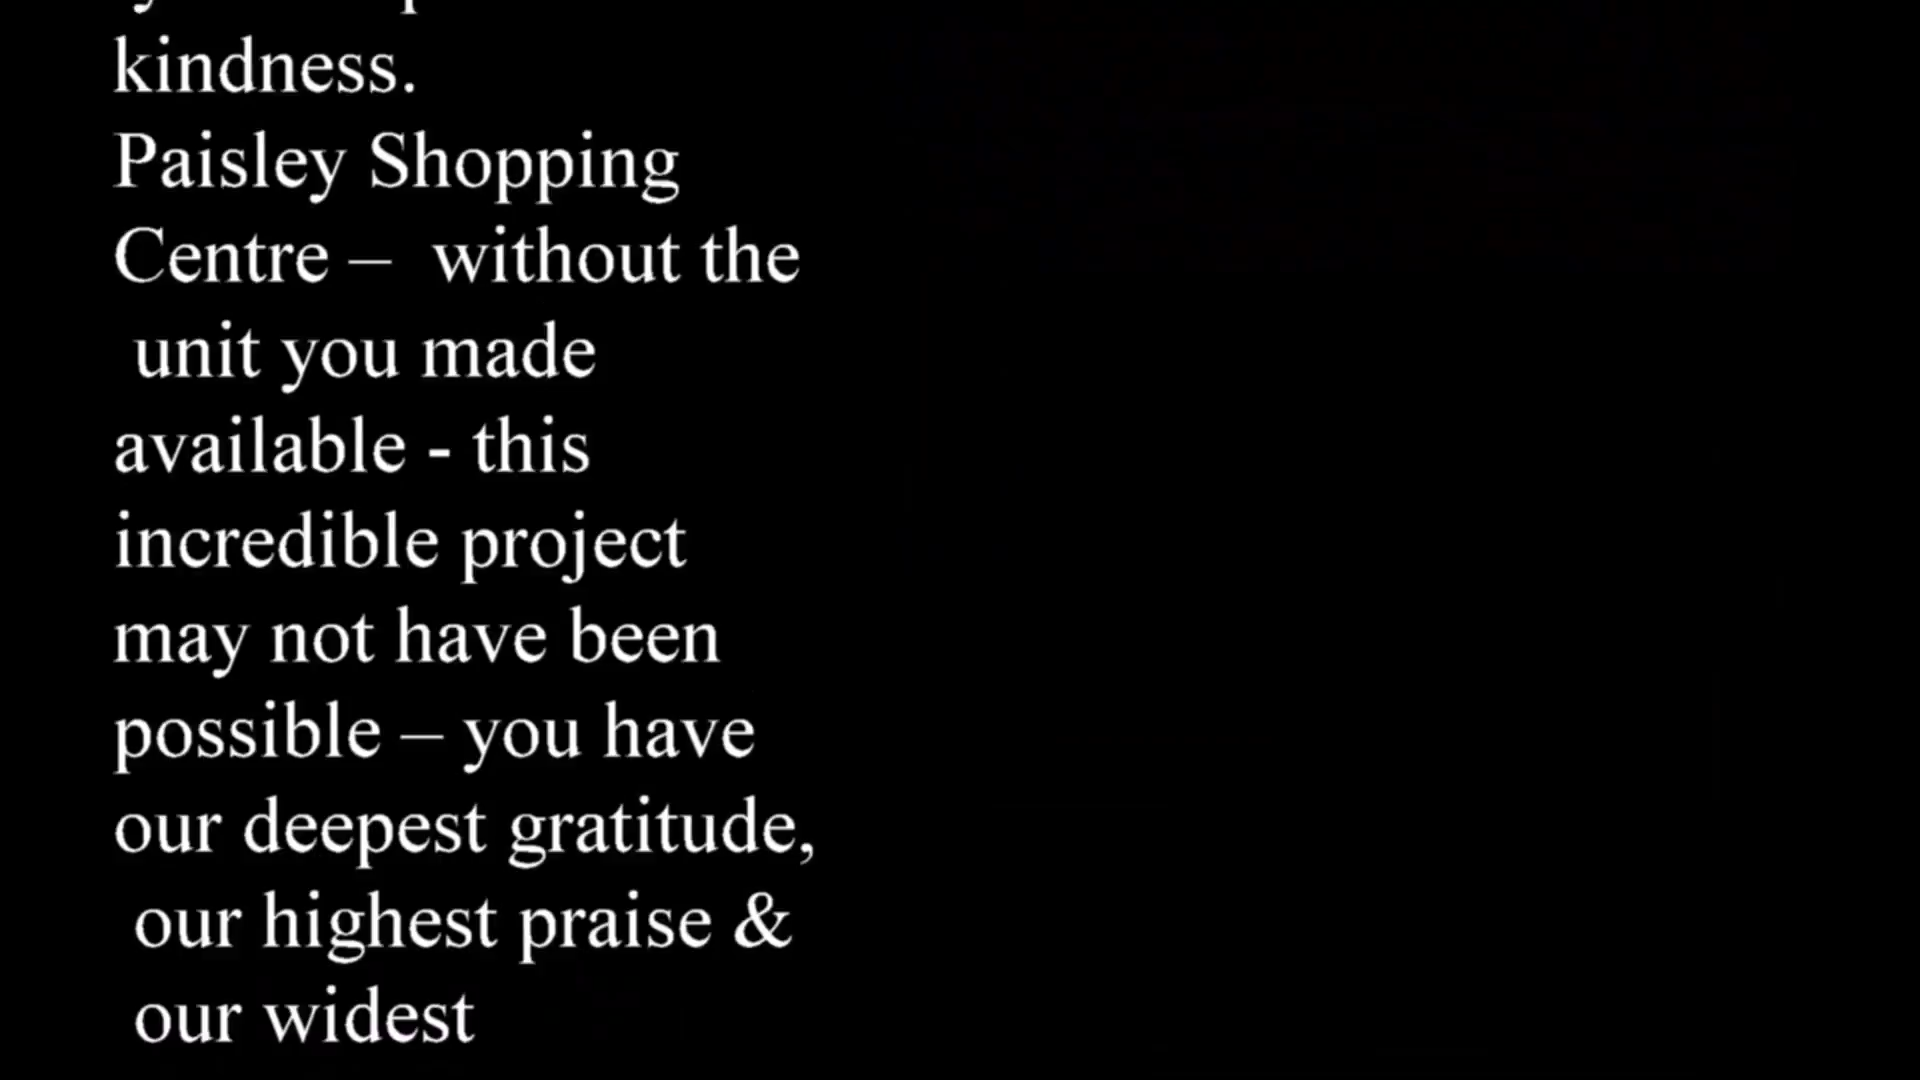 kindness.
Paisley Shopping
Centre –  without the
unit you made
available - this
incredible project
may not have been
possible – you have
our deepest gratitude,
our highest praise &
our widest